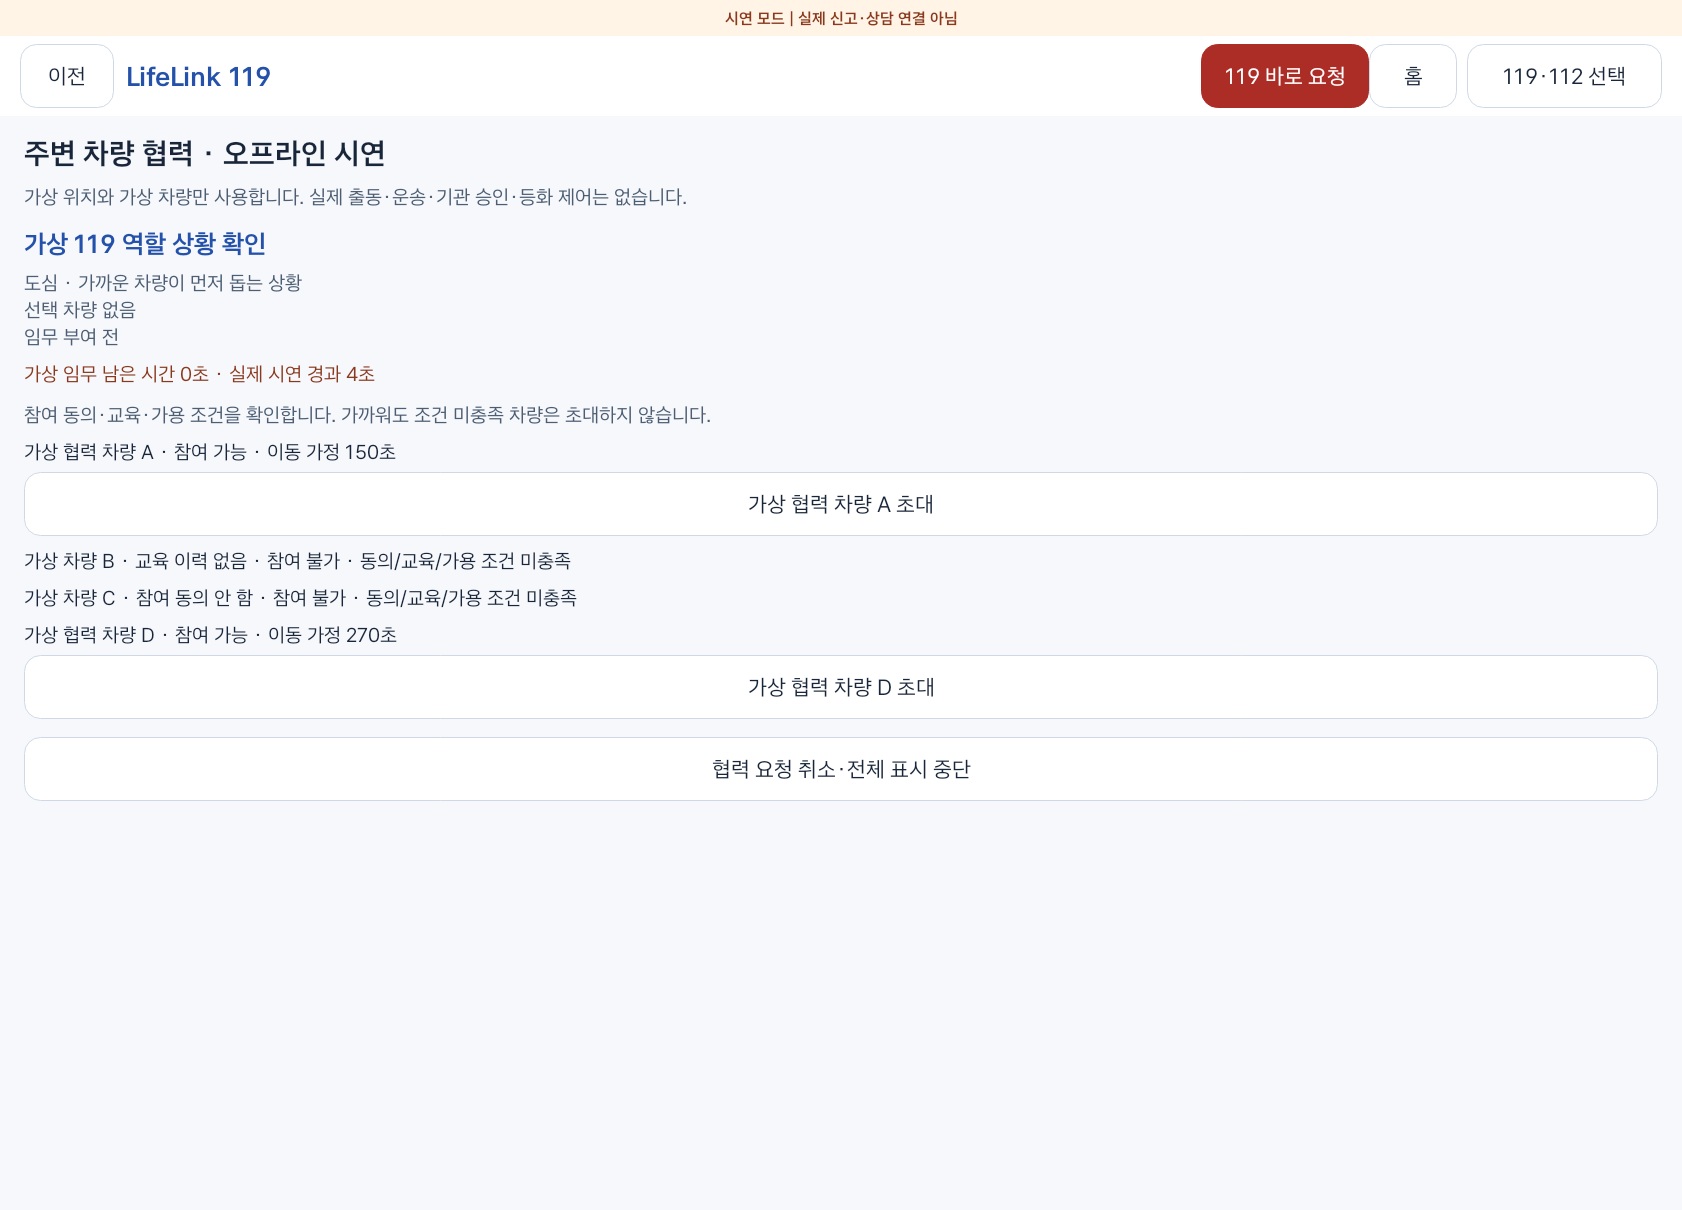 시연 모드 | 실제 신고·상담 연결 아님
이전
LifeLink 119
119 바로 요청
홈
119·112 선택
주변 차량 협력 · 오프라인 시연
가상 위치와 가상 차량만 사용합니다. 실제 출동·운송·기관 승인·등화 제어는 없습니다.
가상 119 역할 상황 확인
도심 · 가까운 차량이 먼저 돕는 상황
선택 차량 없음
임무 부여 전
가상 임무 남은 시간 0초 · 실제 시연 경과 4초
참여 동의·교육·가용 조건을 확인합니다. 가까워도 조건 미충족 차량은 초대하지 않습니다.
가상 협력 차량 A · 참여 가능 · 이동 가정 150초
가상 협력 차량 A 초대
가상 차량 B · 교육 이력 없음 · 참여 불가 · 동의/교육/가용 조건 미충족
가상 차량 C · 참여 동의 안 함 · 참여 불가 · 동의/교육/가용 조건 미충족
가상 협력 차량 D · 참여 가능 · 이동 가정 270초
가상 협력 차량 D 초대
협력 요청 취소·전체 표시 중단